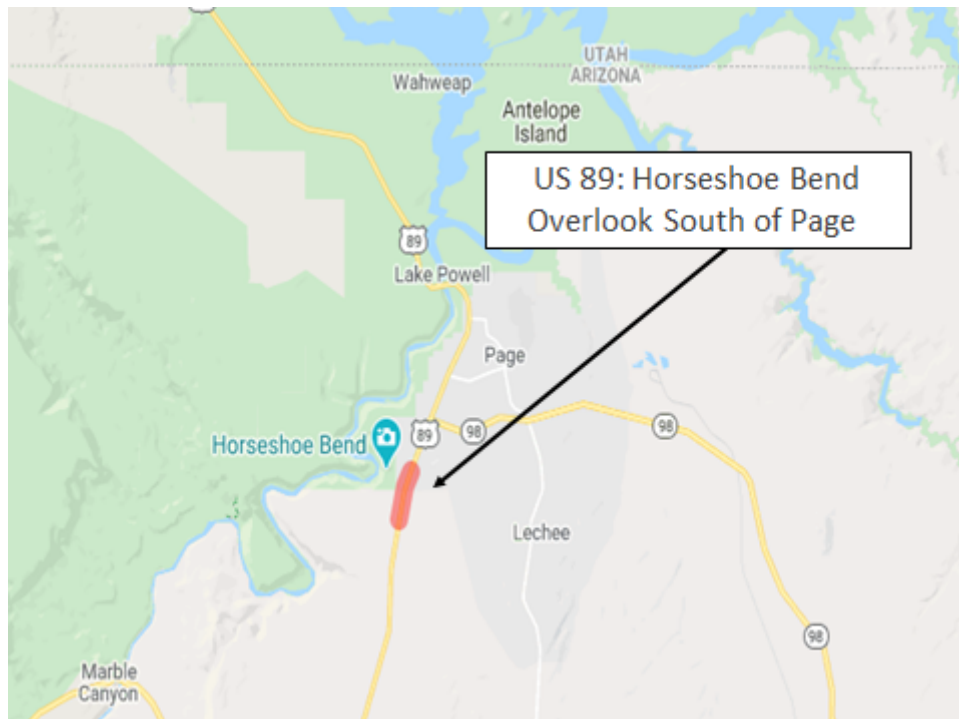 UTAH
ARIZONA
Wahweap
Antelope
Island
US 89: Horseshoe Bend
Overlook South of Page
89
Lake Powell
Page
Horseshoe Bend
89
98
98
Lechee
98
Marble
Canyon